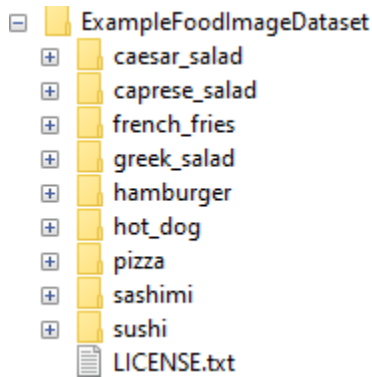 ExampleFoodImageDataset
caesar_salad
caprese_salad
french_fries
greek_salad
hamburger
hot_dog
pizza
sashimi
sushi
LICENSE.txt